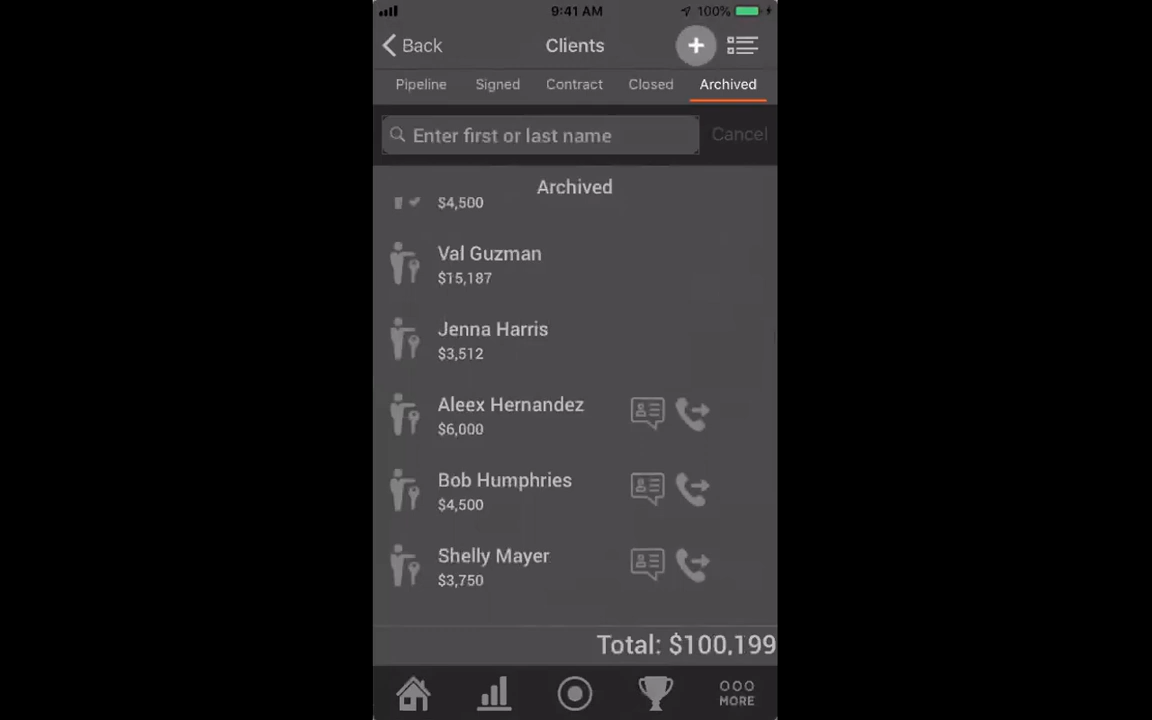 9:41 AM 100%
Back Clients
Pipeline Signed Contract Closed Archived
Enter first or last name Cancel
Archived
$4,500
Val Guzman
$15,187
Jenna Harris
$3,512
Aleex Hernandez
$6,000
Bob Humphries
$4,500
Shelly Mayer
$3,750
Total: $100,199
MORE